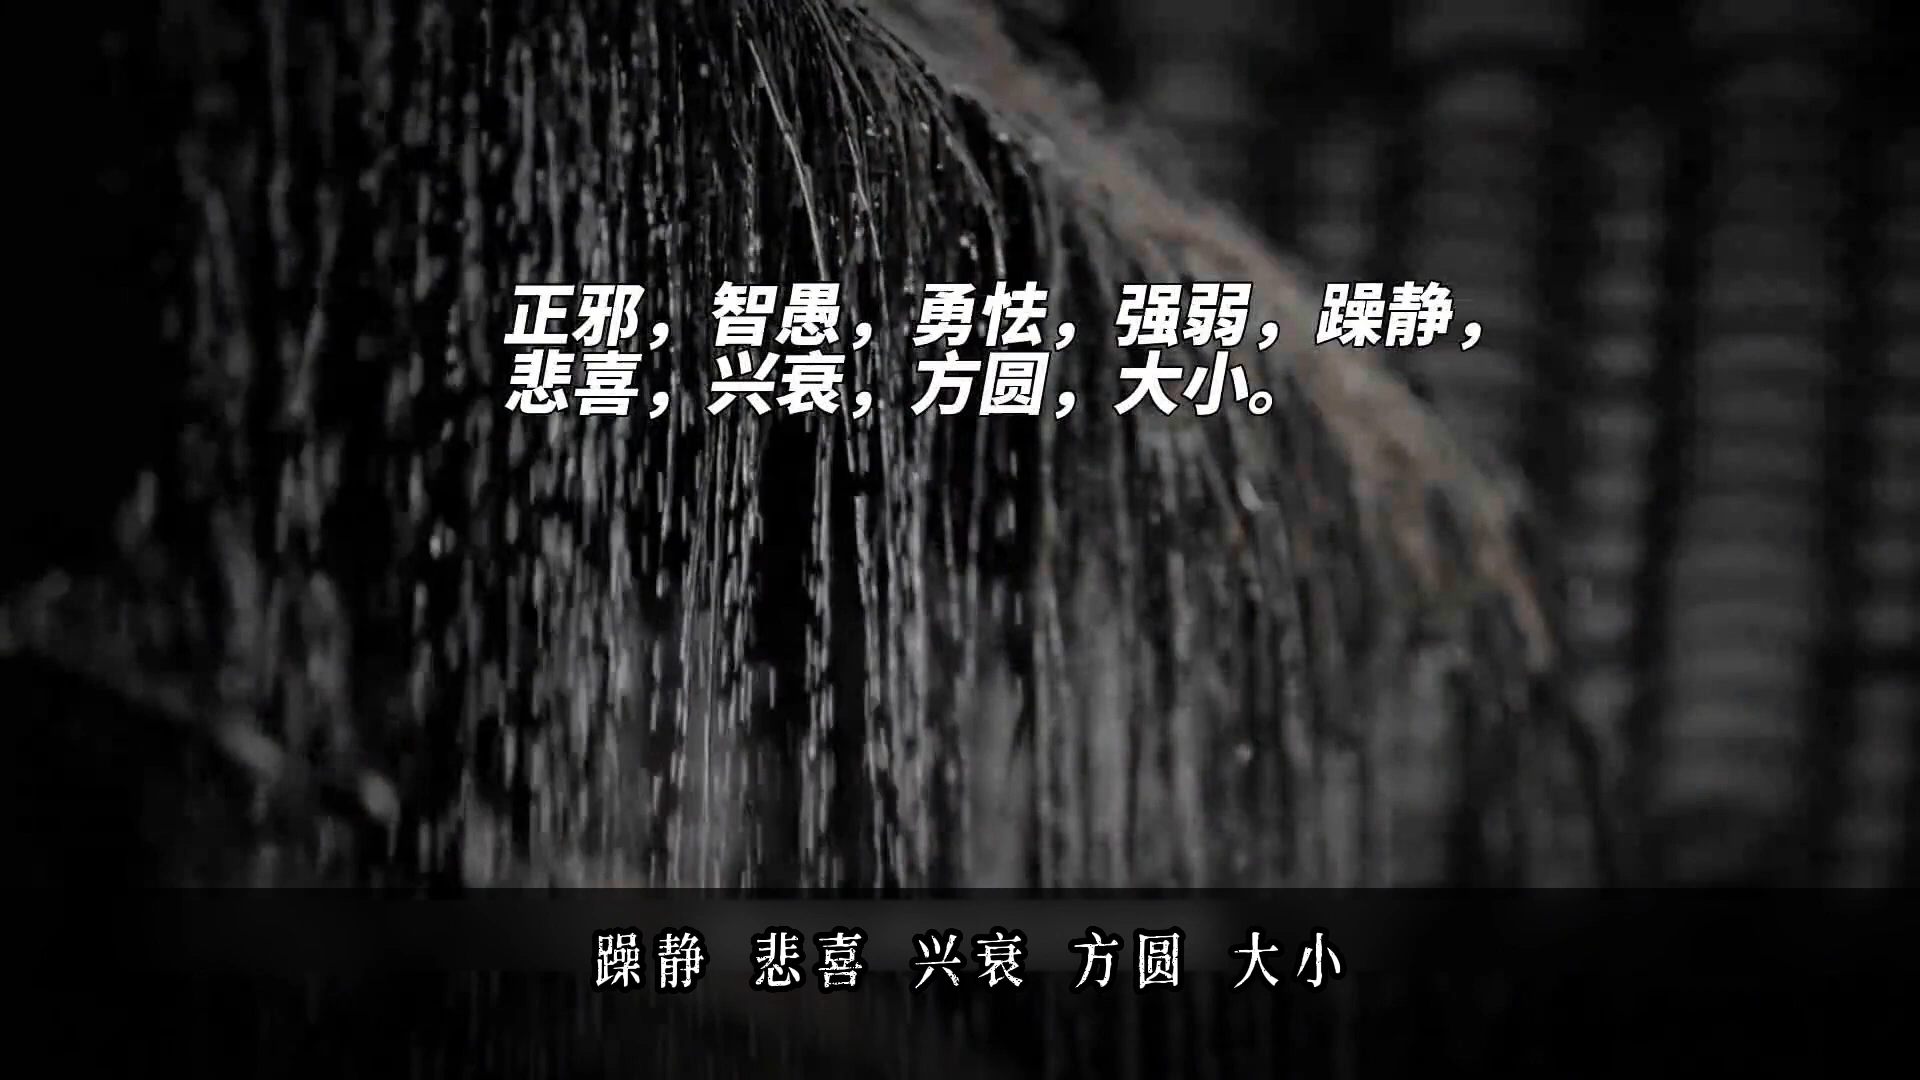 正邪，智愚，勇怯，强弱，躁静，
悲喜，兴衰，方圆，大小。
躁静 悲喜 兴衰 方圆 大小